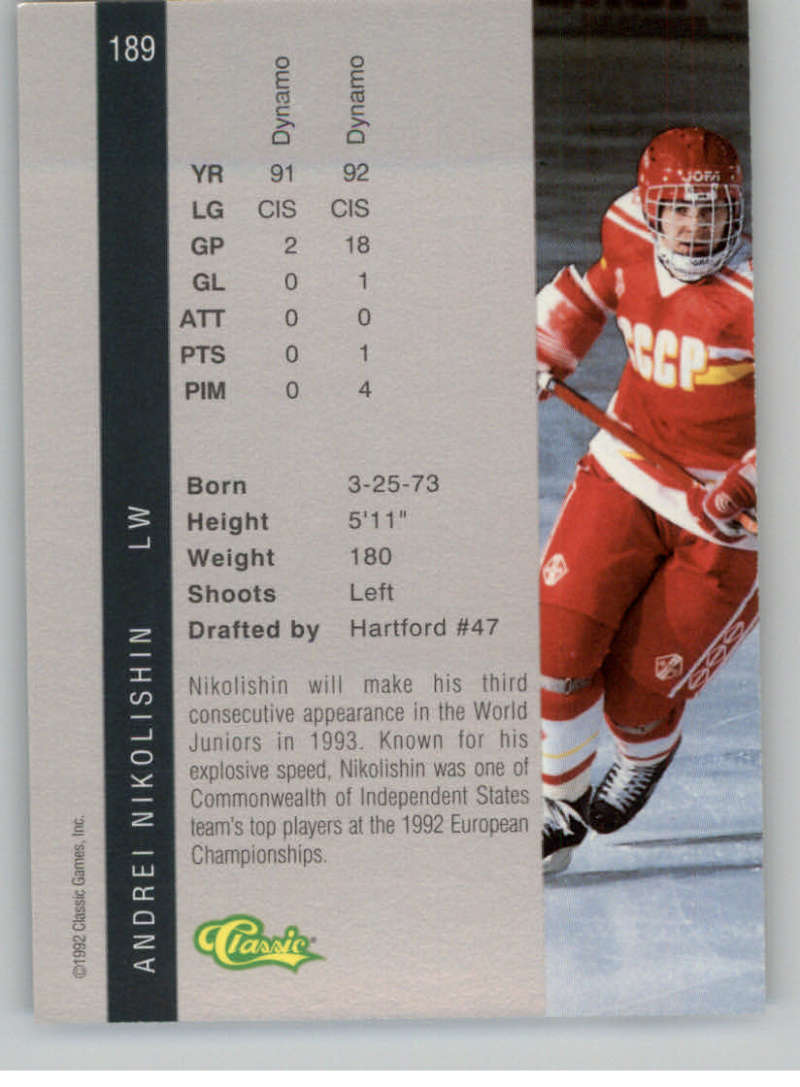 189
Dynamo Dynamo
YR 91 92
LG CIS CIS
GP 2 18
GL 0 1
ATT 0 0
PTS 0 1
PIM 0 4
Born 3-25-73
Height 5'11"
Weight 180
Shoots Left
Drafted by Hartford #47
Nikolishin will make his third
consecutive appearance in the World
Juniors in 1993. Known for his
explosive speed, Nikolishin was one of
Commonwealth of Independent States
team's top players at the 1992 European
Championships.
Classic
ANDREI NIKOLISHIN LW
©1992 Classic Games, Inc.
JOFA
CCCP